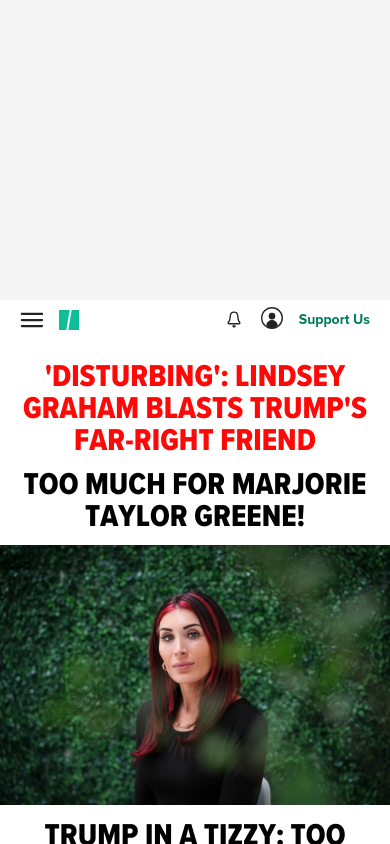 Support Us
'DISTURBING': LINDSEY
GRAHAM BLASTS TRUMP'S
FAR-RIGHT FRIEND
TOO MUCH FOR MARJORIE
TAYLOR GREENE!
TRUMP IN A TIZZY: TOO